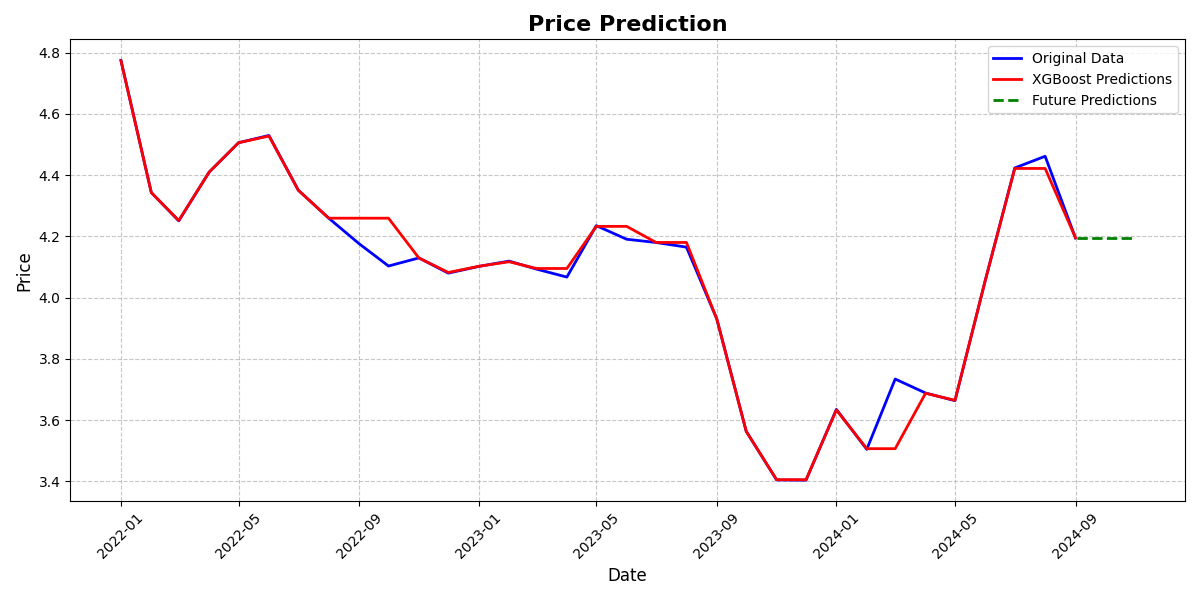 Price Prediction
Original Data
XGBoost Predictions
Future Predictions
Price
4.8
4.6
4.4
4.2
4.0
3.8
3.6
3.4
2022-01
2022-05
2022-09
2023-01
2023-05
2023-09
2024-01
2024-05
2024-09
Date